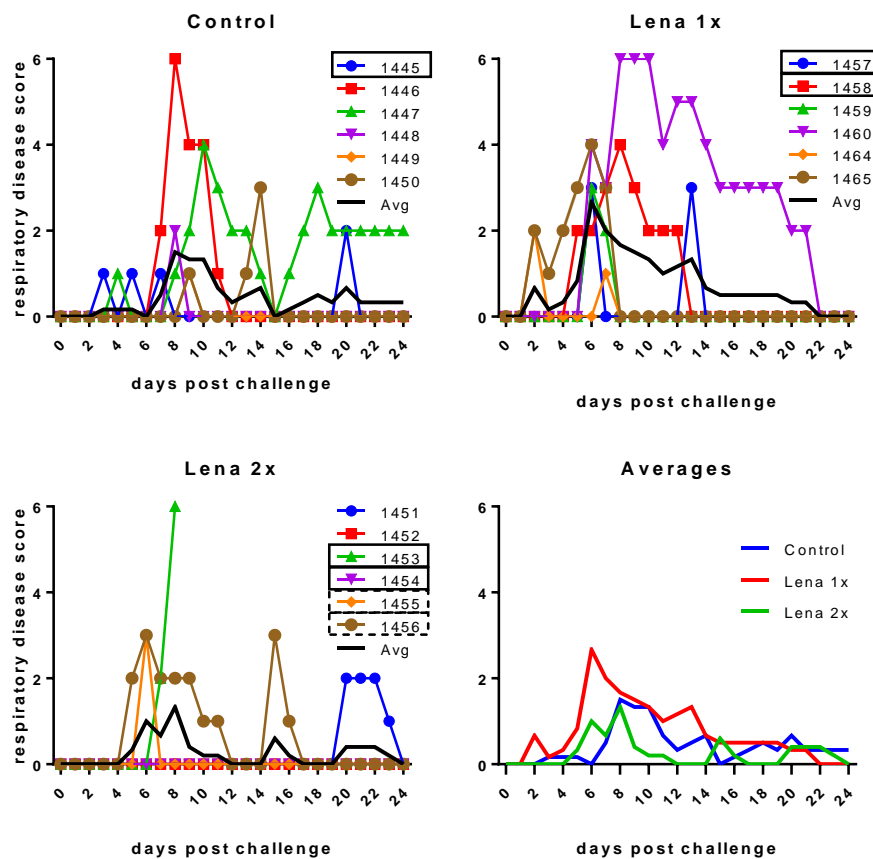 Control
respiratory disease score
6
4
2
0
0 2 4 6 8 10 12 14 16 18 20 22 24
days post challenge
1445
1446
1447
1448
1449
1450
Avg
Lena 1x
6
4
2
0
0 2 4 6 8 10 12 14 16 18 20 22 24
days post challenge
1457
1458
1459
1460
1464
1465
Avg
Lena 2x
respiratory disease score
6
4
2
0
0 2 4 6 8 10 12 14 16 18 20 22 24
days post challenge
1451
1452
1453
1454
1455
1456
Avg
Averages
6
4
2
0
0 2 4 6 8 10 12 14 16 18 20 22 24
days post challenge
Control
Lena 1x
Lena 2x